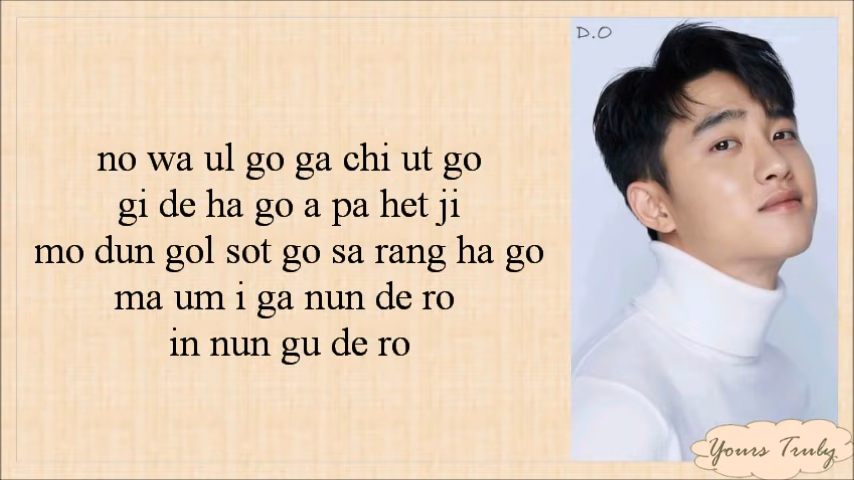 D.O
no wa ul go ga chi ut go
gi de ha go a pa het ji
mo dun gol sot go sa rang ha go
ma um i ga nun de ro
in nun gu de ro
Yours Truly